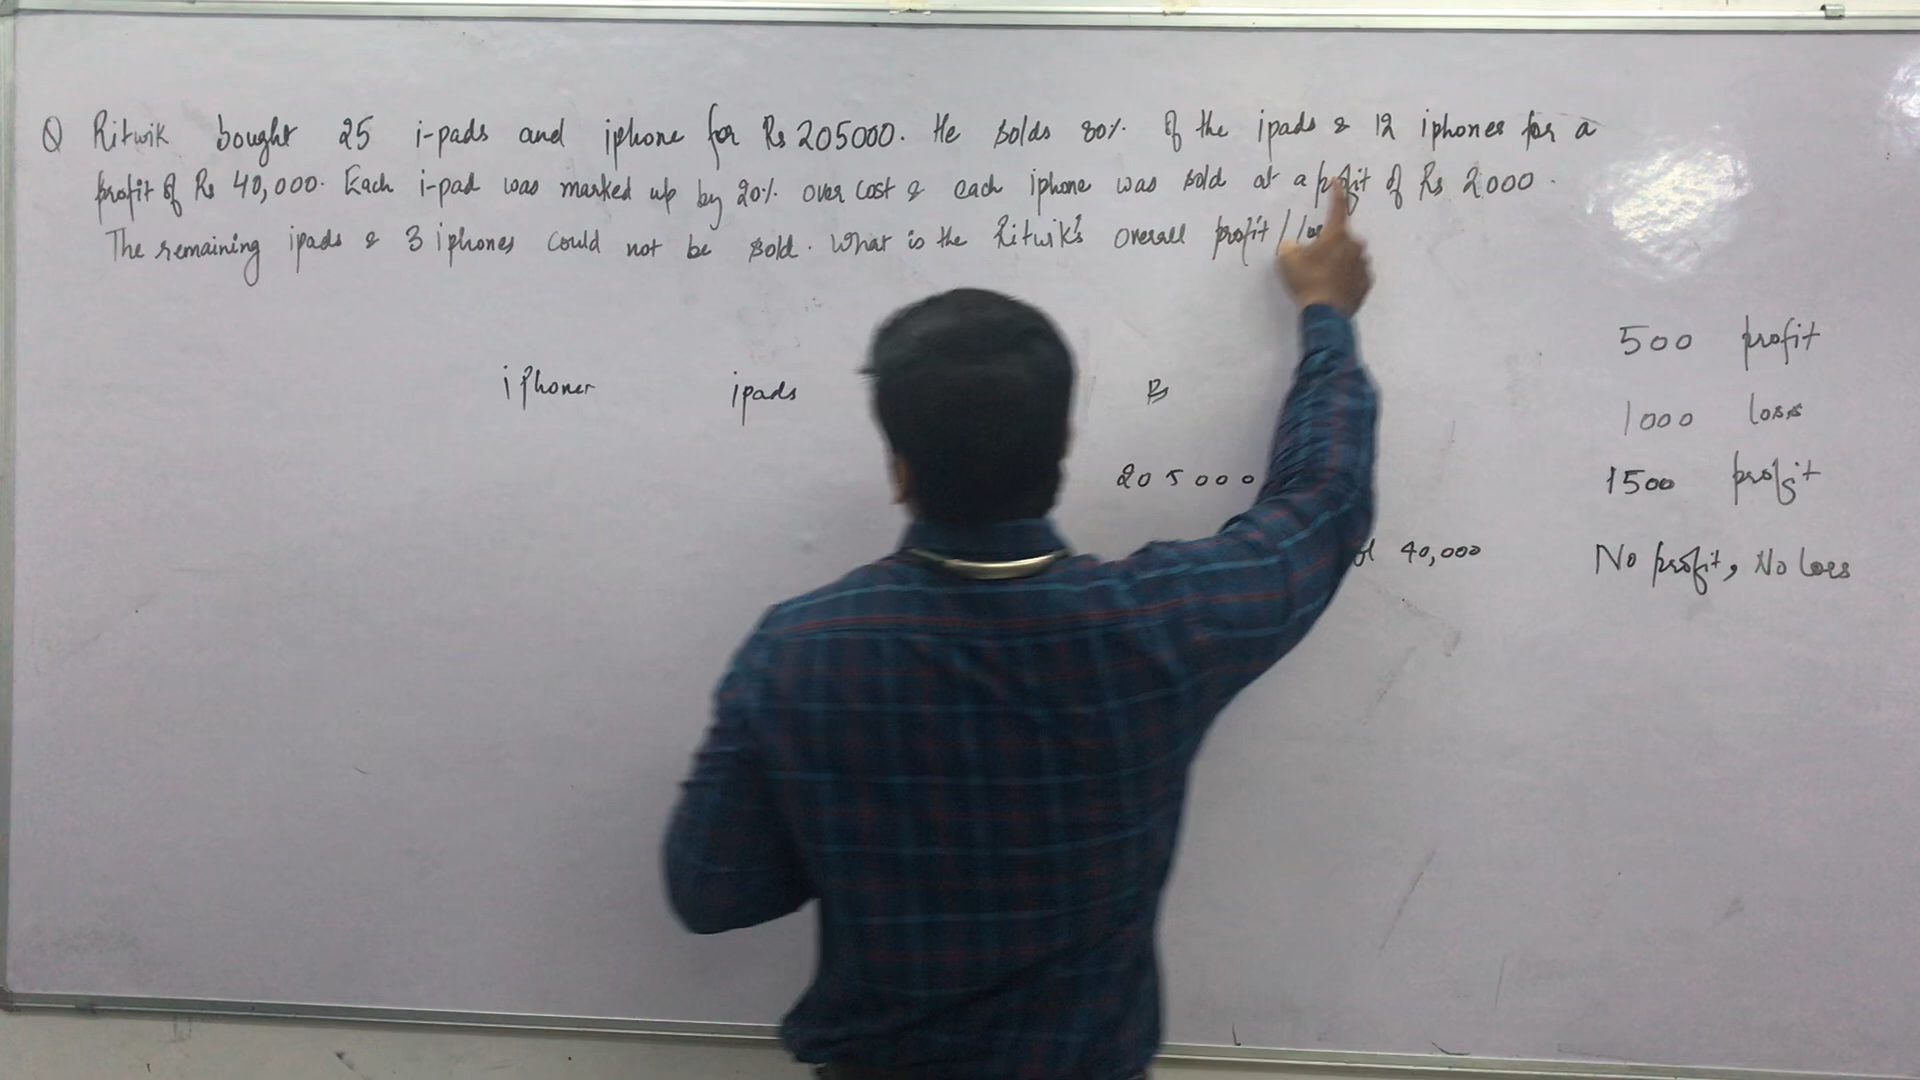 Q Ritwik bought 25 i-pads and iphone for Rs 205000. He solds 80% of the ipads & 12 iphones for a
profit of Rs 40,000. Each i-pad was marked up by 20% over cost & each iphone was sold at a profit of Rs 2000.
The remaining ipads & 3 iphones could not be sold. What is the Ritwik's overall profit/
iPhones ipads
205000
40,000
500 profit
1000 loss
1500 profit
No profit, No loss